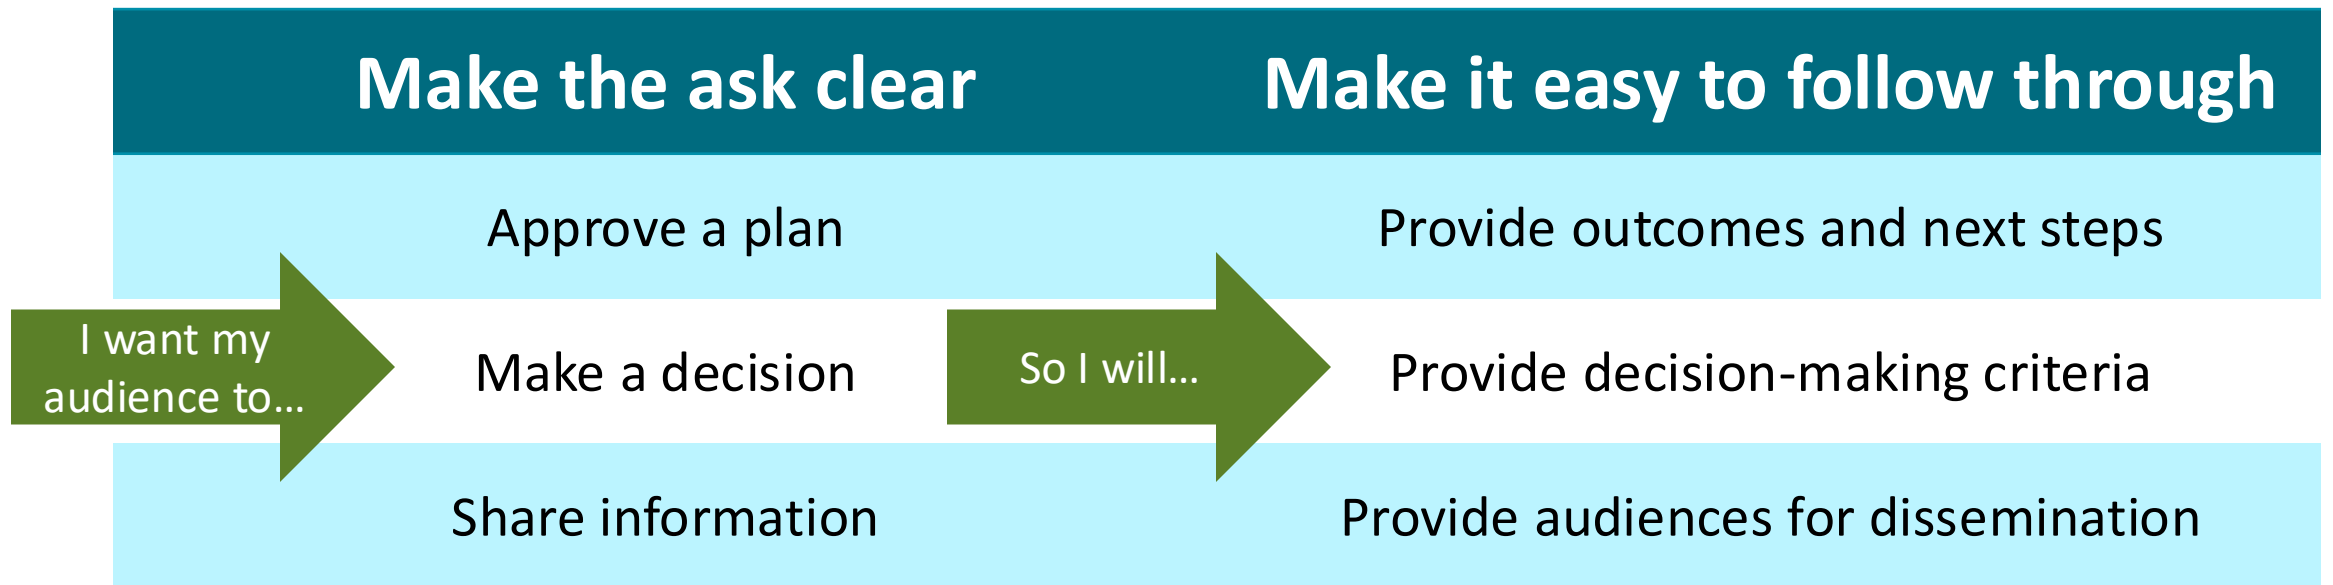 Make the ask clear
Make it easy to follow through
Approve a plan
Provide outcomes and next steps
I want my
audience to...
Make a decision
So I will...
Provide decision-making criteria
Share information
Provide audiences for dissemination